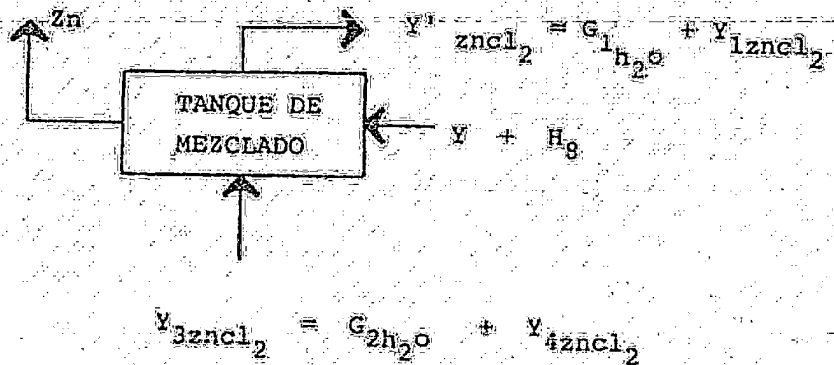 Zn
Y' zncl₂ = G₁h₂o + Y₁zncl₂
TANQUE DE
MEZCLADO
Y + H₈
Y₃zncl₂ = G₂h₂o + Y₄zncl₂